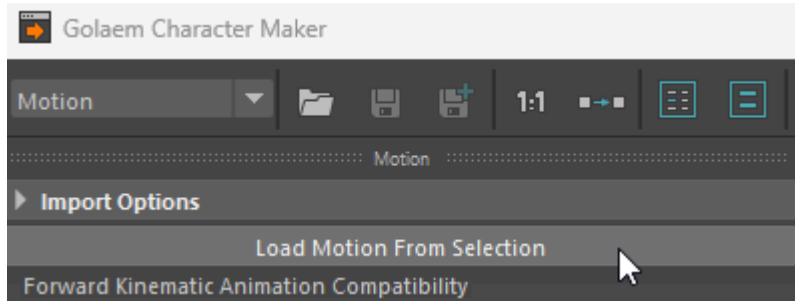 Golaem Character Maker
Motion
1:1
Motion
Import Options
Load Motion From Selection
Forward Kinematic Animation Compatibility